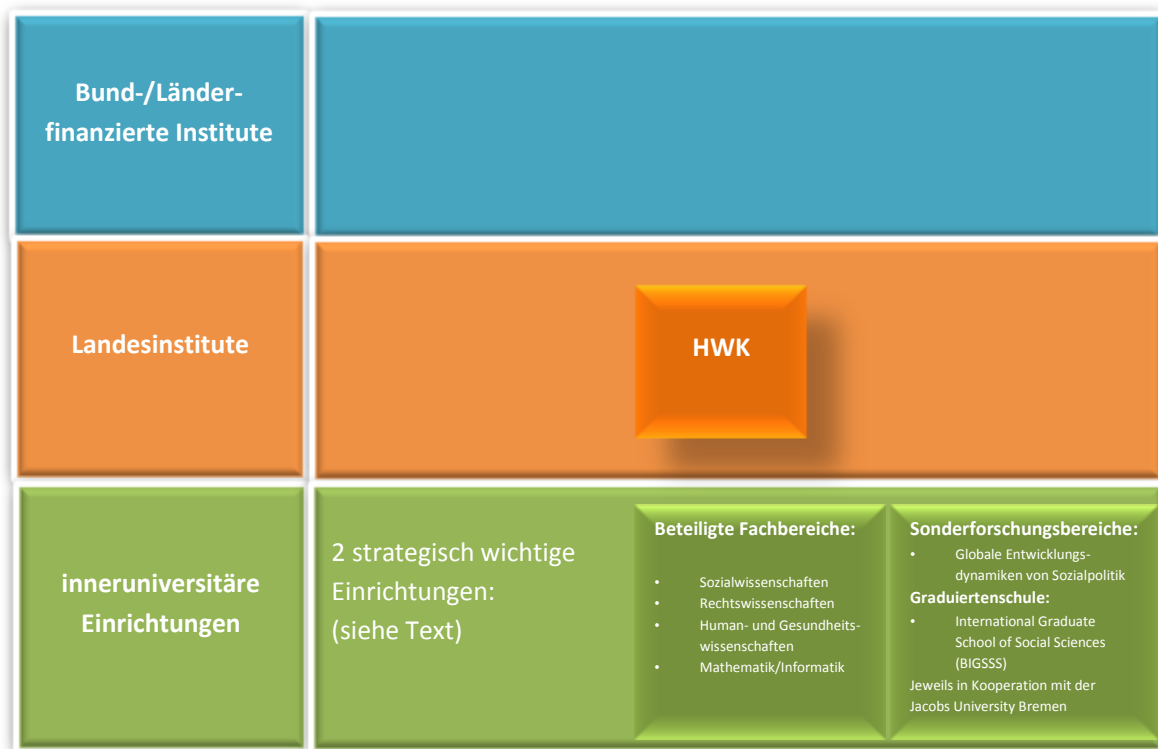 Bund-/Länder-
finanzierte Institute
Landesinstitute
HWK
inneruniversitäre
Einrichtungen
2 strategisch wichtige
Einrichtungen:
(siehe Text)
Beteiligte Fachbereiche:
• Sozialwissenschaften
• Rechtswissenschaften
• Human- und Gesundheits-
wissenschaften
• Mathematik/Informatik
Sonderforschungsbereiche:
• Globale Entwicklungs-
dynamiken von Sozialpolitik
Graduiertenschule:
• International Graduate
School of Social Sciences
(BIGSSS)
Jeweils in Kooperation mit der
Jacobs University Bremen